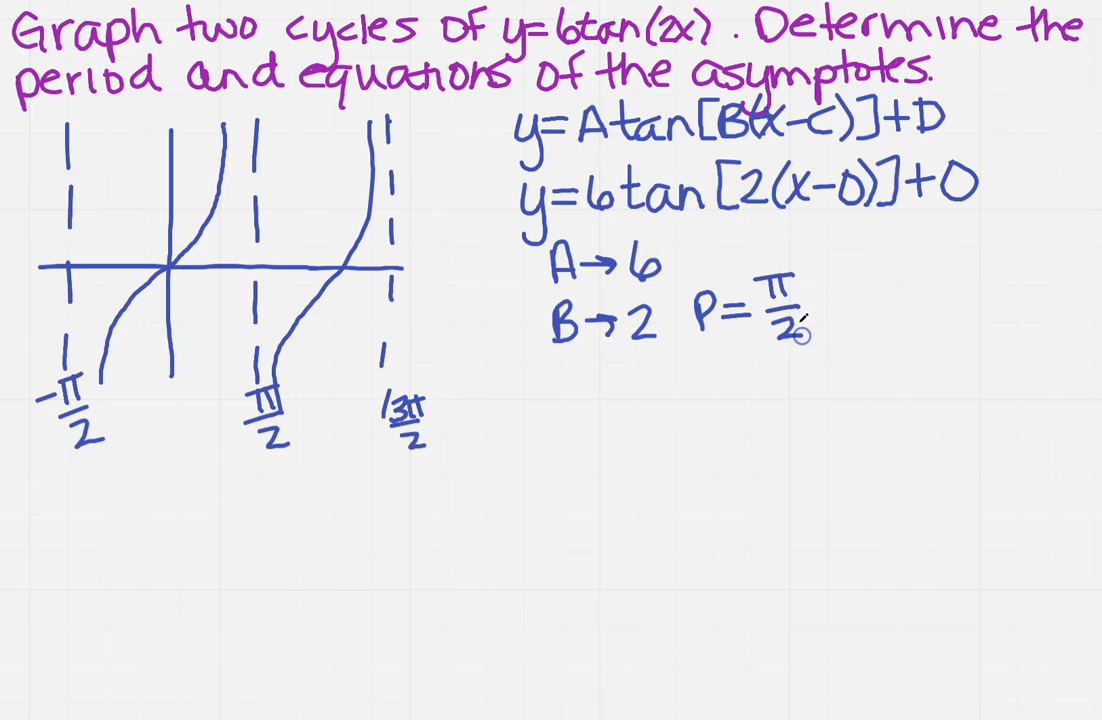 Graph two cycles of y=6tan(2x). Determine the
period and equations of the asymptotes.
y=Atan[B(x-C)]+D
y=6tan[2(x-0)]+0
A→6
B→2 P=π/2
-π/2 π/2 3π/2